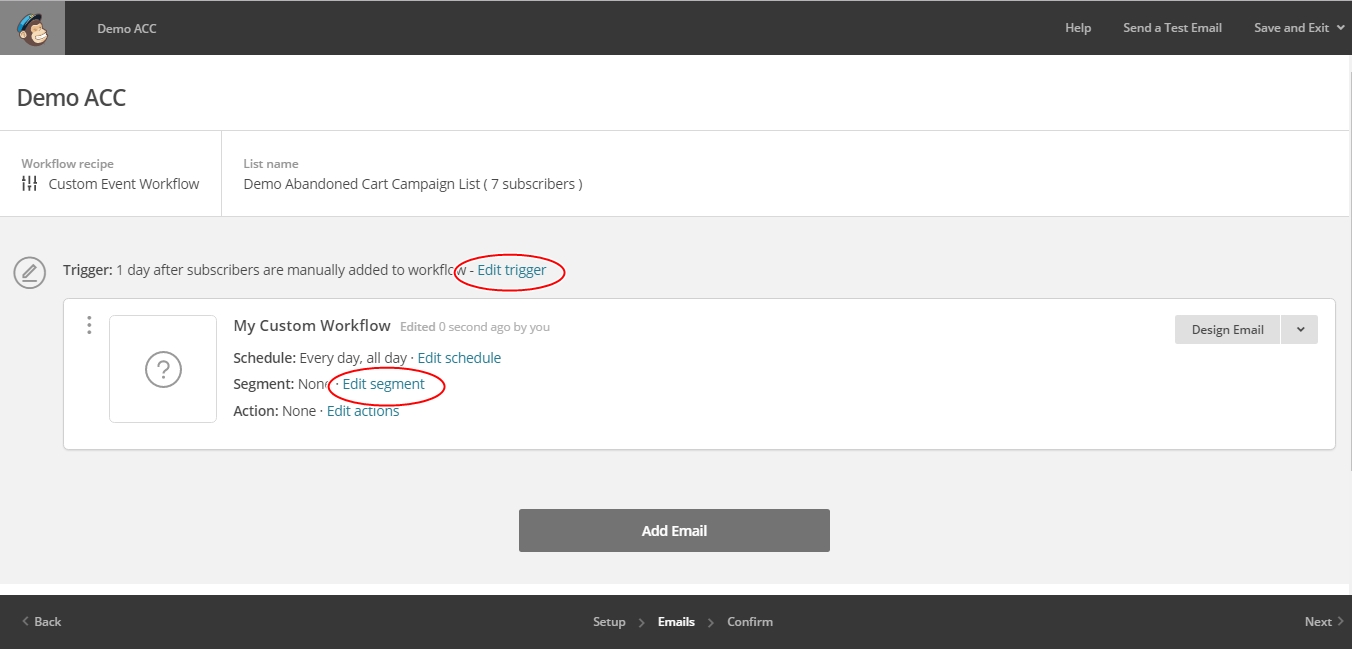 Demo ACC
Help
Send a Test Email
Save and Exit
Demo ACC
Workflow recipe
Custom Event Workflow
List name
Demo Abandoned Cart Campaign List ( 7 subscribers )
Trigger: 1 day after subscribers are manually added to workflow - Edit trigger
My Custom Workflow Edited 0 second ago by you
Design Email
Schedule: Every day, all day · Edit schedule
Segment: None · Edit segment
Action: None · Edit actions
Add Email
Back
Setup
Emails
Confirm
Next